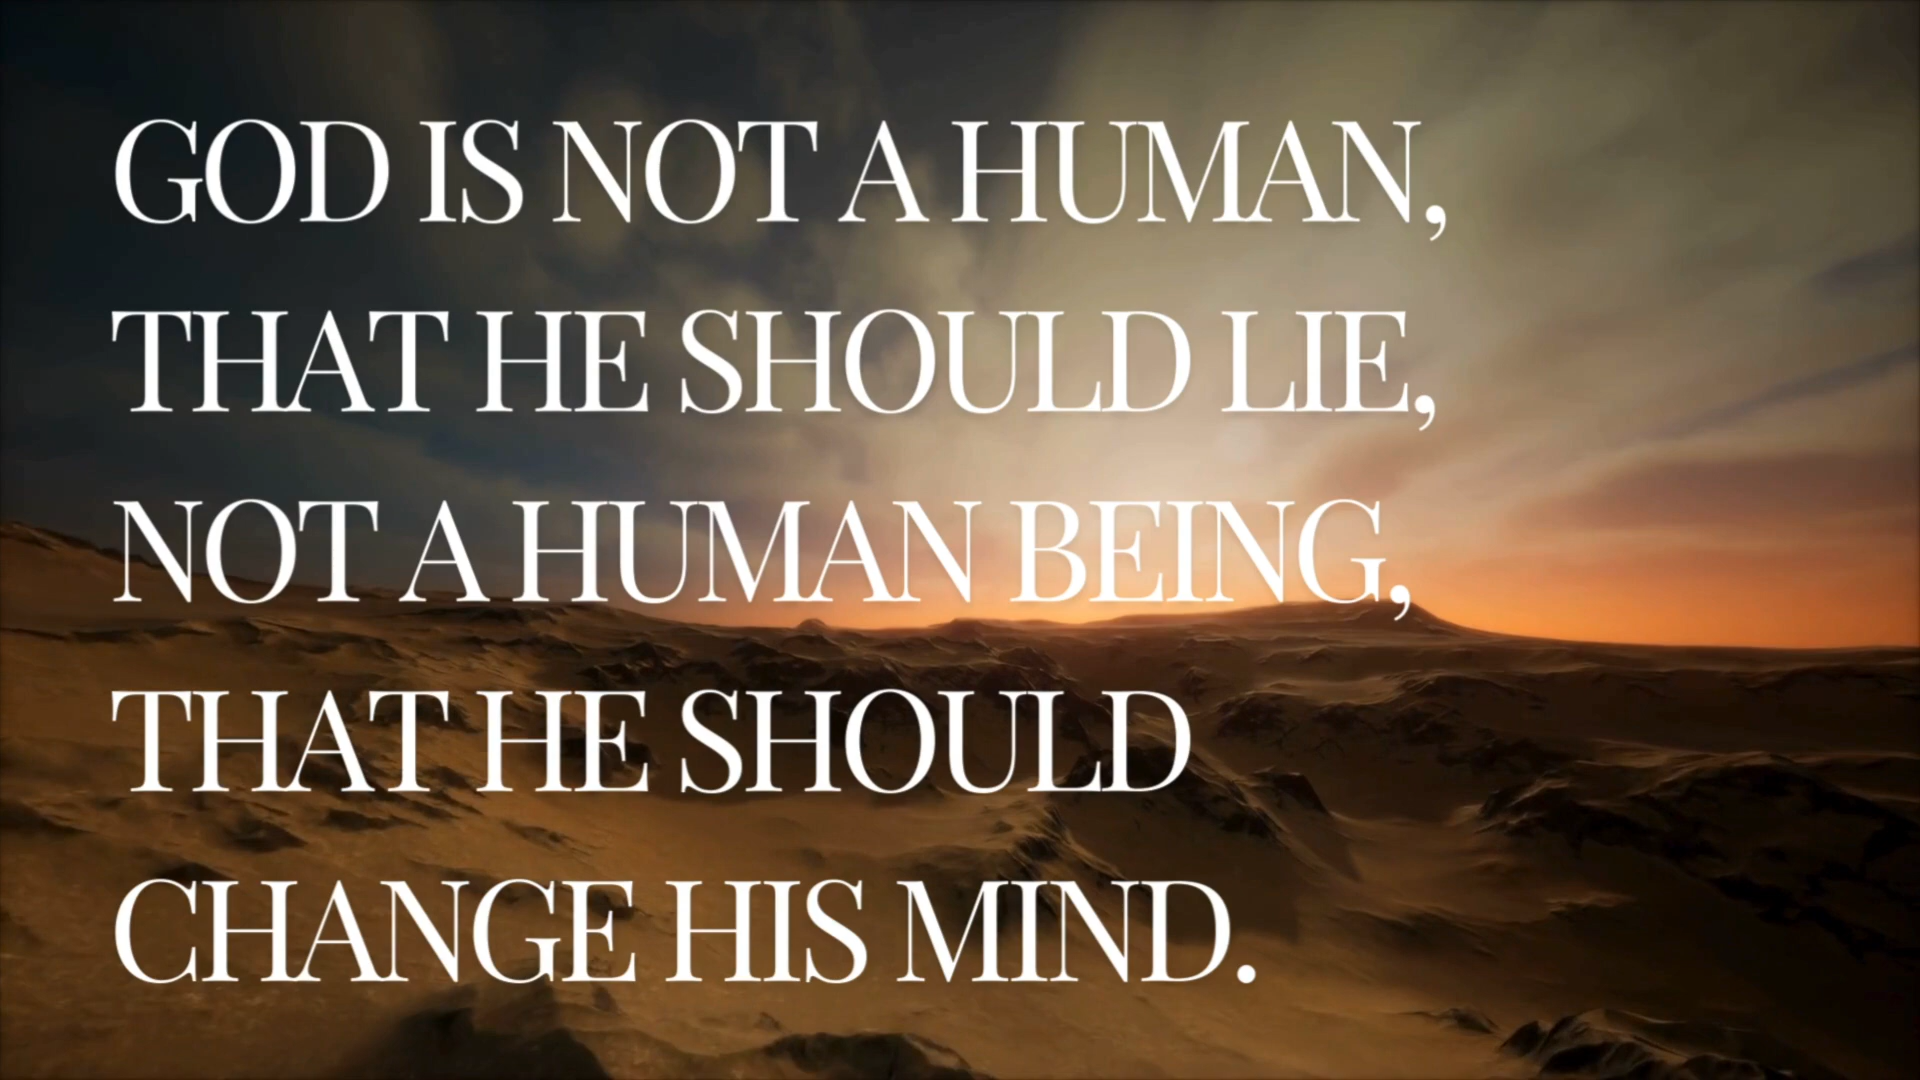 GOD IS NOT A HUMAN,
THAT HE SHOULD LIE,
NOT A HUMAN BEING,
THAT HE SHOULD
CHANGE HIS MIND.